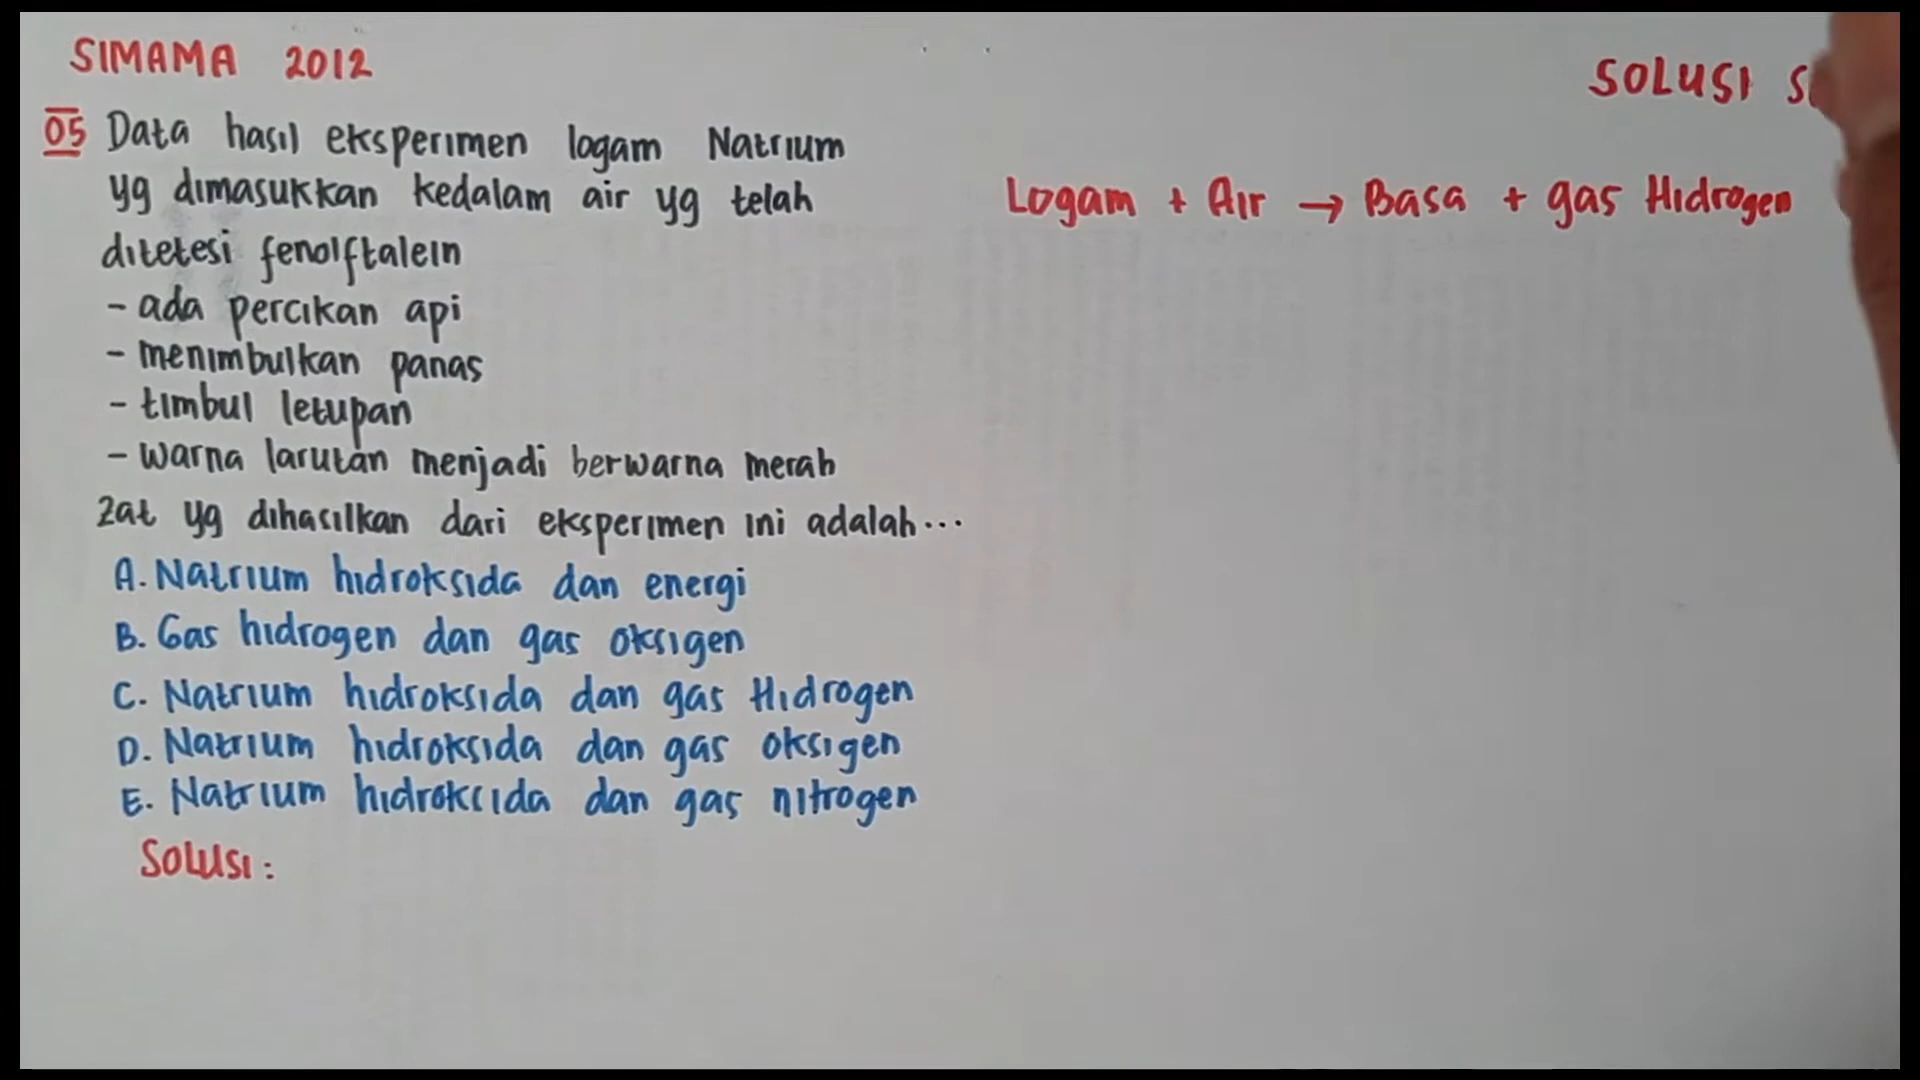 SIMAMA 2012
05 Data hasil eksperimen logam Natrium
yg dimasukkan kedalam air yg telah
ditetesi fenolftalein
- ada percikan api
- menimbulkan panas
- timbul letupan
- warna larutan menjadi berwarna merah
Zat yg dihasilkan dari eksperimen ini adalah...
A. Natrium hidroksida dan energi
B. Gas hidrogen dan gas oksigen
C. Natrium hidroksida dan gas Hidrogen
D. Natrium hidroksida dan gas oksigen
E. Natrium hidroksida dan gas nitrogen
Solusi:
SOLUSI
Logam + Air → Basa + gas Hidrogen